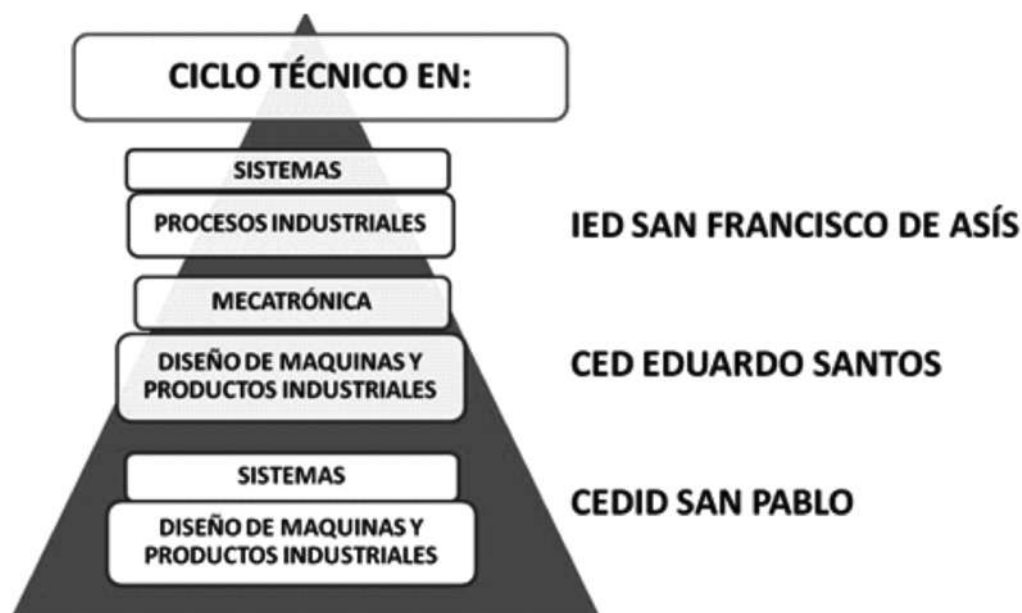 CICLO TÉCNICO EN:
SISTEMAS
PROCESOS INDUSTRIALES
IED SAN FRANCISCO DE ASÍS
MECATRÓNICA
DISEÑO DE MAQUINAS Y
PRODUCTOS INDUSTRIALES
CED EDUARDO SANTOS
SISTEMAS
DISEÑO DE MAQUINAS Y
PRODUCTOS INDUSTRIALES
CEDID SAN PABLO